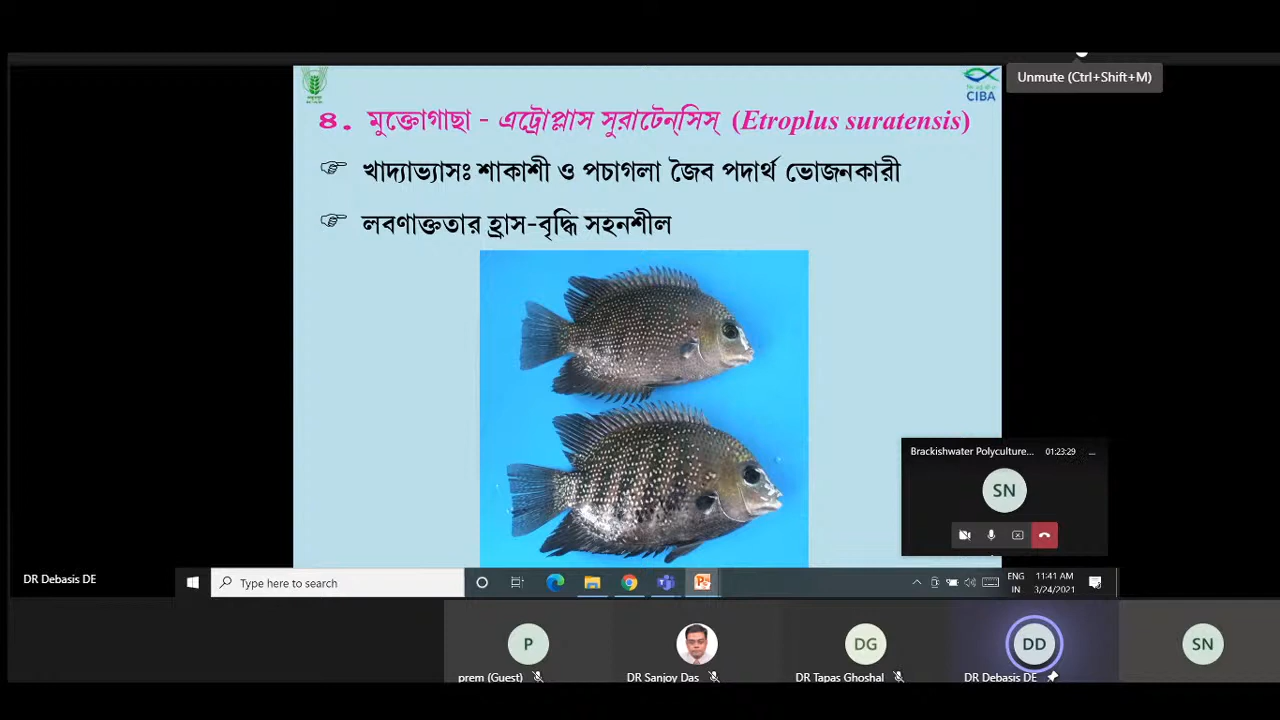 Unmute (Ctrl+Shift+M)
CIBA
৪. মুক্তোগাছা - এট্রোপ্লাস সুরাটেন্সিস্ (Etroplus suratensis)
খাদ্যাভ্যাসঃ শাকাশী ও পচাগলা জৈব পদার্থ ভোজনকারী
লবণাক্ততার হ্রাস-বৃদ্ধি সহনশীল
Brackishwater Polyculture... 01:23:29
SN
DR Debasis DE
Type here to search
ENG
IN
11:41 AM
3/24/2021
P
DG
DD
SN
prem (Guest)
DR Sanjoy Das
DR Tapas Ghoshal
DR Debasis DE